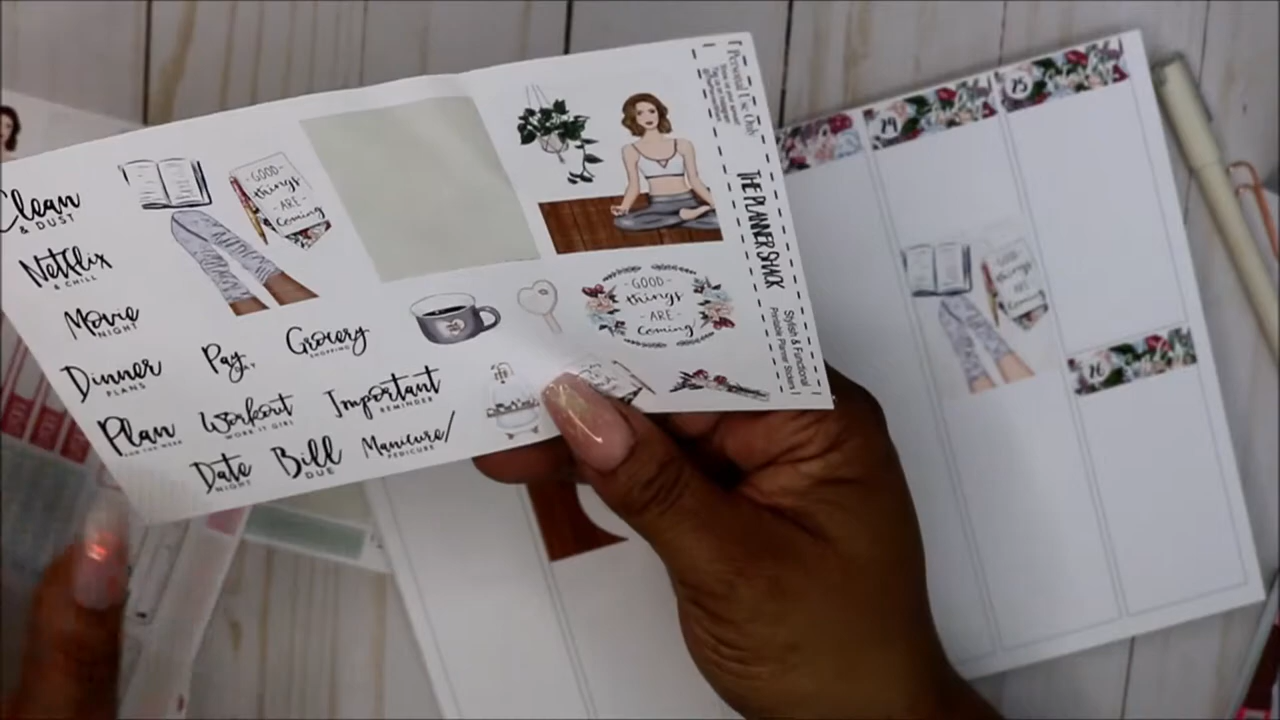 Clean
& DUST
Netflix
& CHILL
Movie
NIGHT
Dinner
PLANS
Pay
DAY
Grocery
SHOPPING
Plan
FOR THE WEEK
Workout
WORK IT GIRL
Important
REMINDER
Date
NIGHT
Bill
DUE
Manicure/
PEDICURE
-GOOD-
things
-ARE-
Coming
-GOOD-
things
-ARE-
Coming
Personal Use Only
THE PLANNER SHACK
Stylish & Functional
Printable Planner Stickers
24
25
26
things
Coming